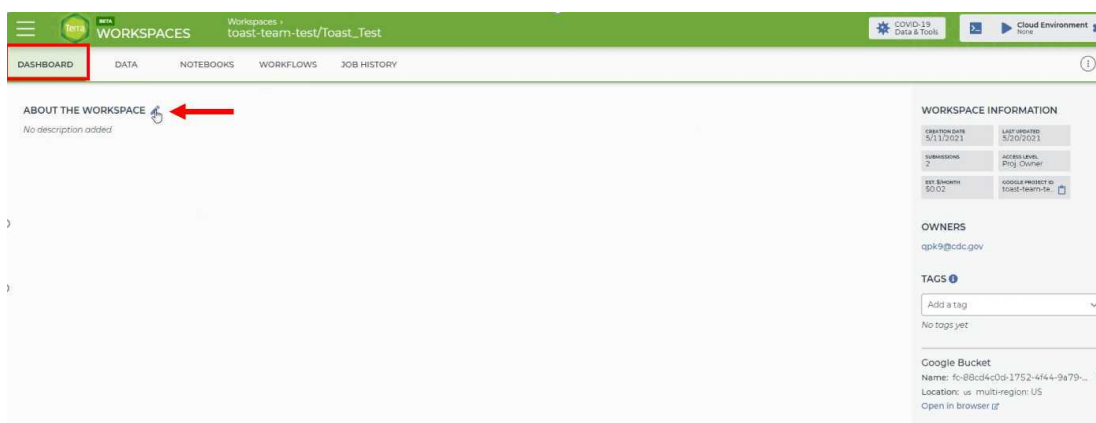 Terra
BETA
WORKSPACES
Workspaces ›
toast-team-test/Toast_Test
COVID-19
Data & Tools
Cloud Environment
None
DASHBOARD
DATA
NOTEBOOKS
WORKFLOWS
JOB HISTORY
ABOUT THE WORKSPACE
No description added
WORKSPACE INFORMATION
CREATION DATE
5/11/2021
LAST UPDATED
5/20/2021
SUBMISSIONS
2
ACCESS LEVEL
Proj. Owner
EST. $/MONTH
$0.02
GOOGLE PROJECT ID
toast-team-te...
OWNERS
qpk9@cdc.gov
TAGS
Add a tag
No tags yet
Google Bucket
Name: fc-88cd4c0d-1752-4f44-9a79-...
Location: us multi-region: US
Open in browser